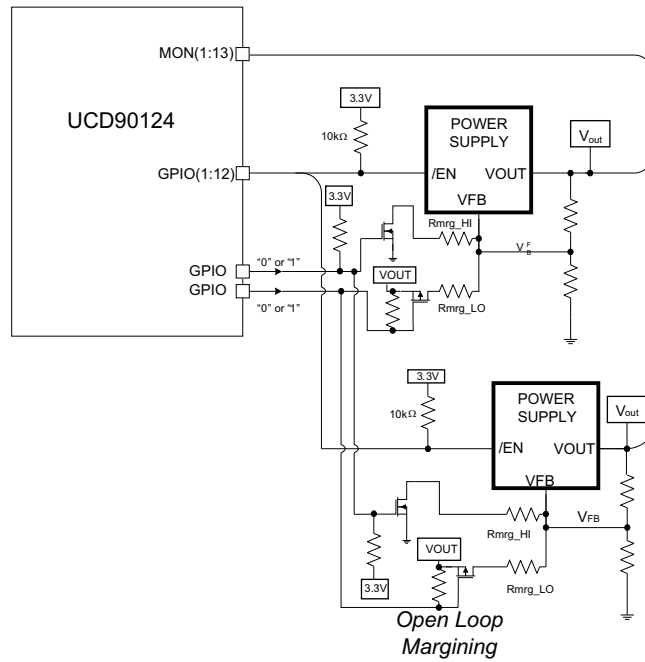 MON(1:13)
UCD90124
GPIO(1:12)
GPIO
GPIO
3.3V
10kΩ
POWER
SUPPLY
/EN
VOUT
VFB
Vout
3.3V
Rmrg_HI
VFB
"0" or "1"
VOUT
"0" or "1"
Rmrg_LO
3.3V
10kΩ
POWER
SUPPLY
/EN
VOUT
VFB
Vout
Rmrg_HI
VFB
3.3V
VOUT
Rmrg_LO
Open Loop
Margining